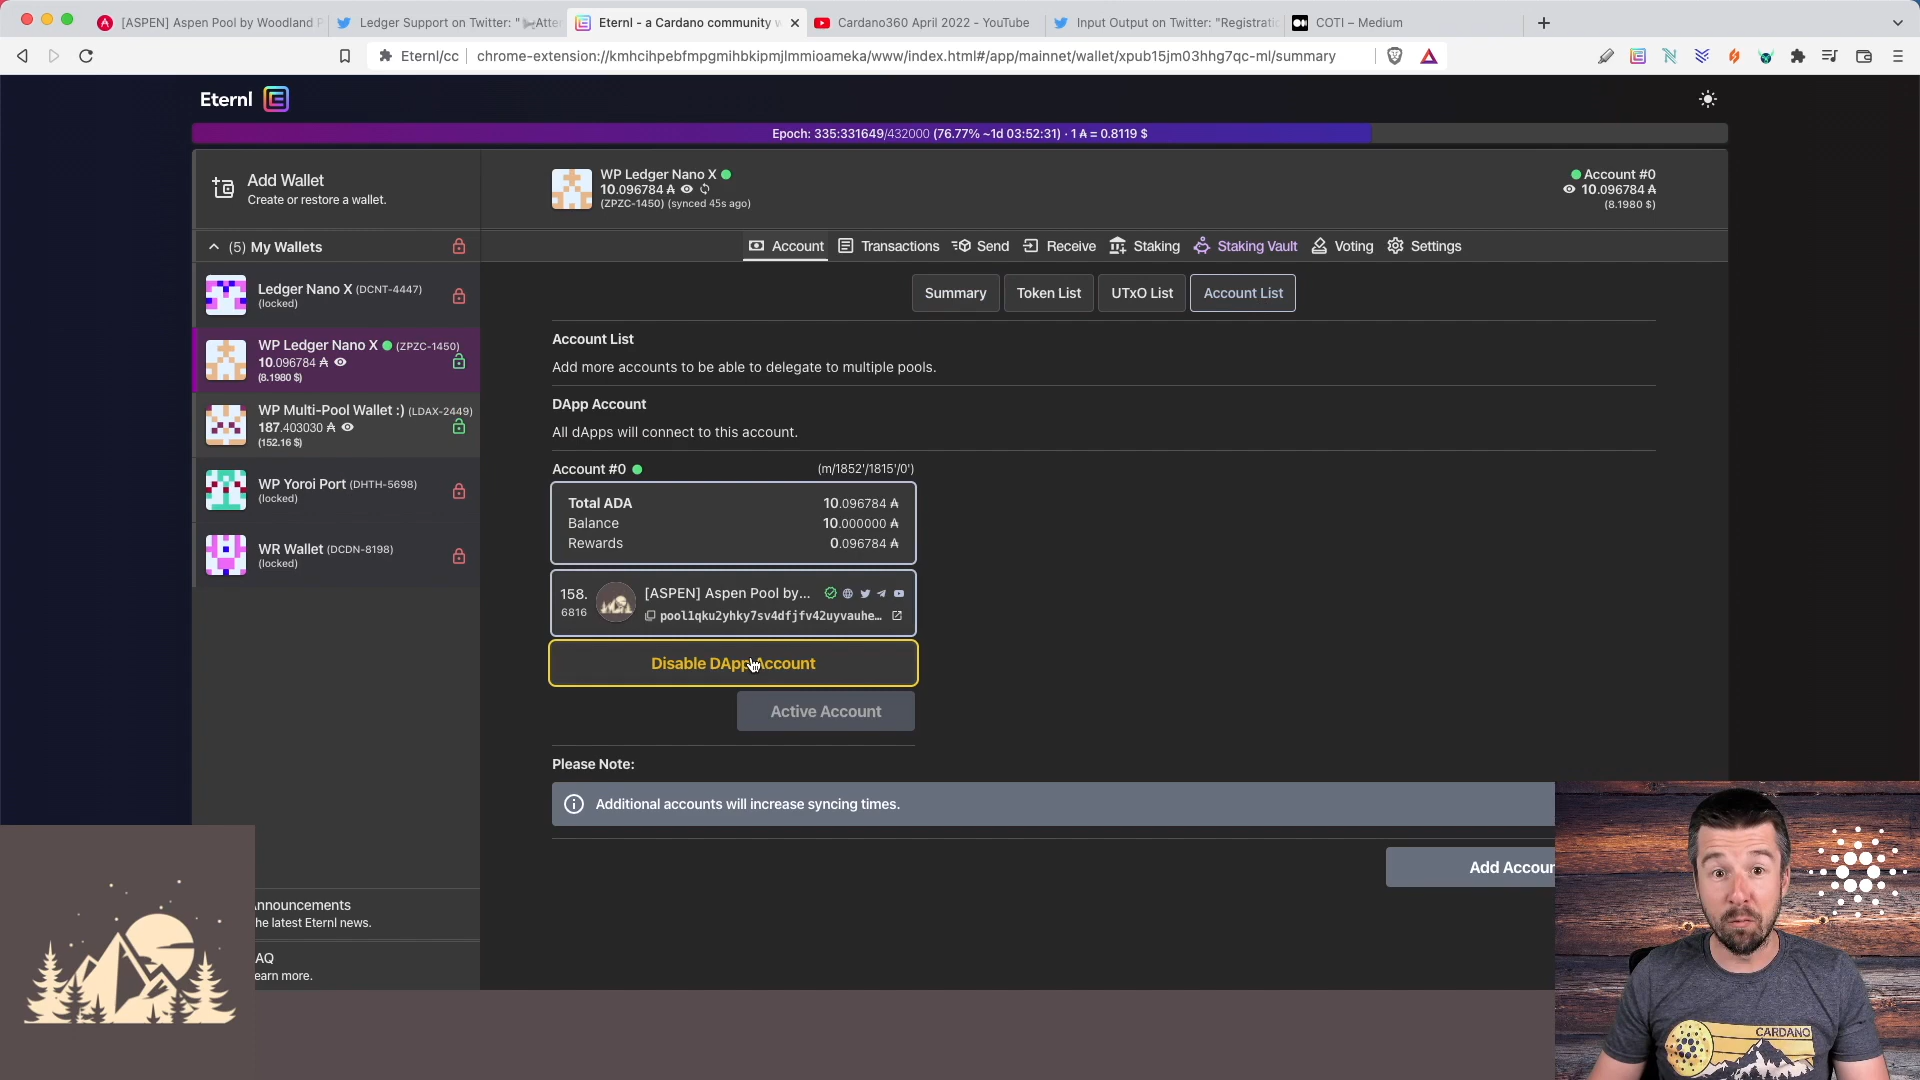 [ASPEN] Aspen Pool by Woodland P
Ledger Support on Twitter: "
Atten
Eternl - a Cardano community w
Cardano360 April 2022 - YouTube
Input Output on Twitter: "Registratio
COTI – Medium
Eternl/cc
chrome-extension://kmhcihpebfmpgmihbkipmjlmmioameka/www/index.html#/app/mainnet/wallet/xpub15jm03hhg7qc-ml/summary
Eternl
Epoch: 335:331649/432000 (76.77% ~1d 03:52:31) · 1 ₳ = 0.8119 $
Add Wallet
Create or restore a wallet.
WP Ledger Nano X
10.096784 ₳
(ZPZC-1450) (synced 45s ago)
Account #0
10.096784 ₳
(8.1980 $)
(5) My Wallets
Account
Transactions
Send
Receive
Staking
Staking Vault
Voting
Settings
Ledger Nano X (DCNT-4447)
(locked)
WP Ledger Nano X (ZPZC-1450)
10.096784 ₳
(8.1980 $)
WP Multi-Pool Wallet :) (LDAX-2449)
187.403030 ₳
(152.16 $)
WP Yoroi Port (DHTH-5698)
(locked)
WR Wallet (DCDN-8198)
(locked)
Summary
Token List
UTxO List
Account List
Account List
Add more accounts to be able to delegate to multiple pools.
DApp Account
All dApps will connect to this account.
Account #0
(m/1852'/1815'/0')
Total ADA 10.096784 ₳
Balance 10.000000 ₳
Rewards 0.096784 ₳
158.
6816
[ASPEN] Aspen Pool by...
pool1qku2yhky7sv4dfjfv42uyvauhe...
Disable DApp Account
Active Account
Please Note:
Additional accounts will increase syncing times.
Add Accoun
nnouncements
he latest Eternl news.
AQ
earn more.
CARDANO